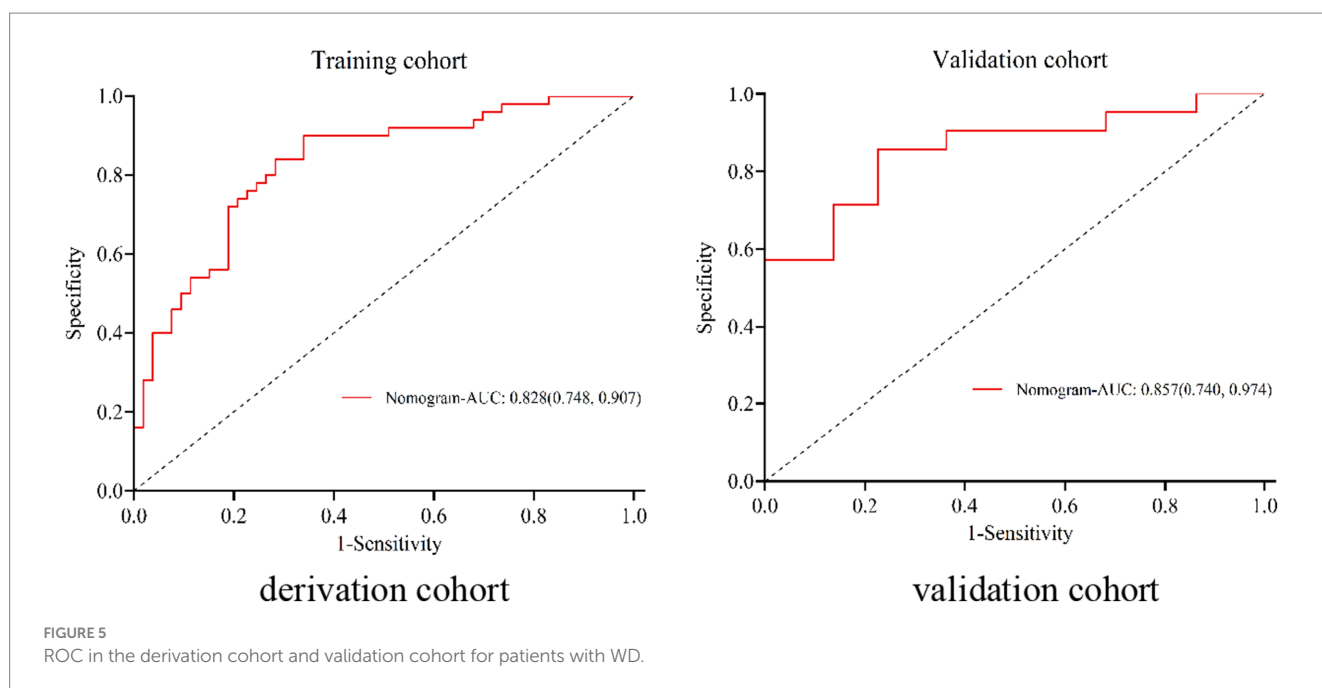 Training cohort
1.0
0.8
0.6
0.4
0.2
0.0
Specificity
0.0 0.2 0.4 0.6 0.8 1.0
1-Sensitivity
Nomogram-AUC: 0.828(0.748, 0.907)
derivation cohort
Validation cohort
1.0
0.8
0.6
0.4
0.2
0.0
Specificity
0.0 0.2 0.4 0.6 0.8 1.0
1-Sensitivity
Nomogram-AUC: 0.857(0.740, 0.974)
validation cohort
FIGURE 5
ROC in the derivation cohort and validation cohort for patients with WD.